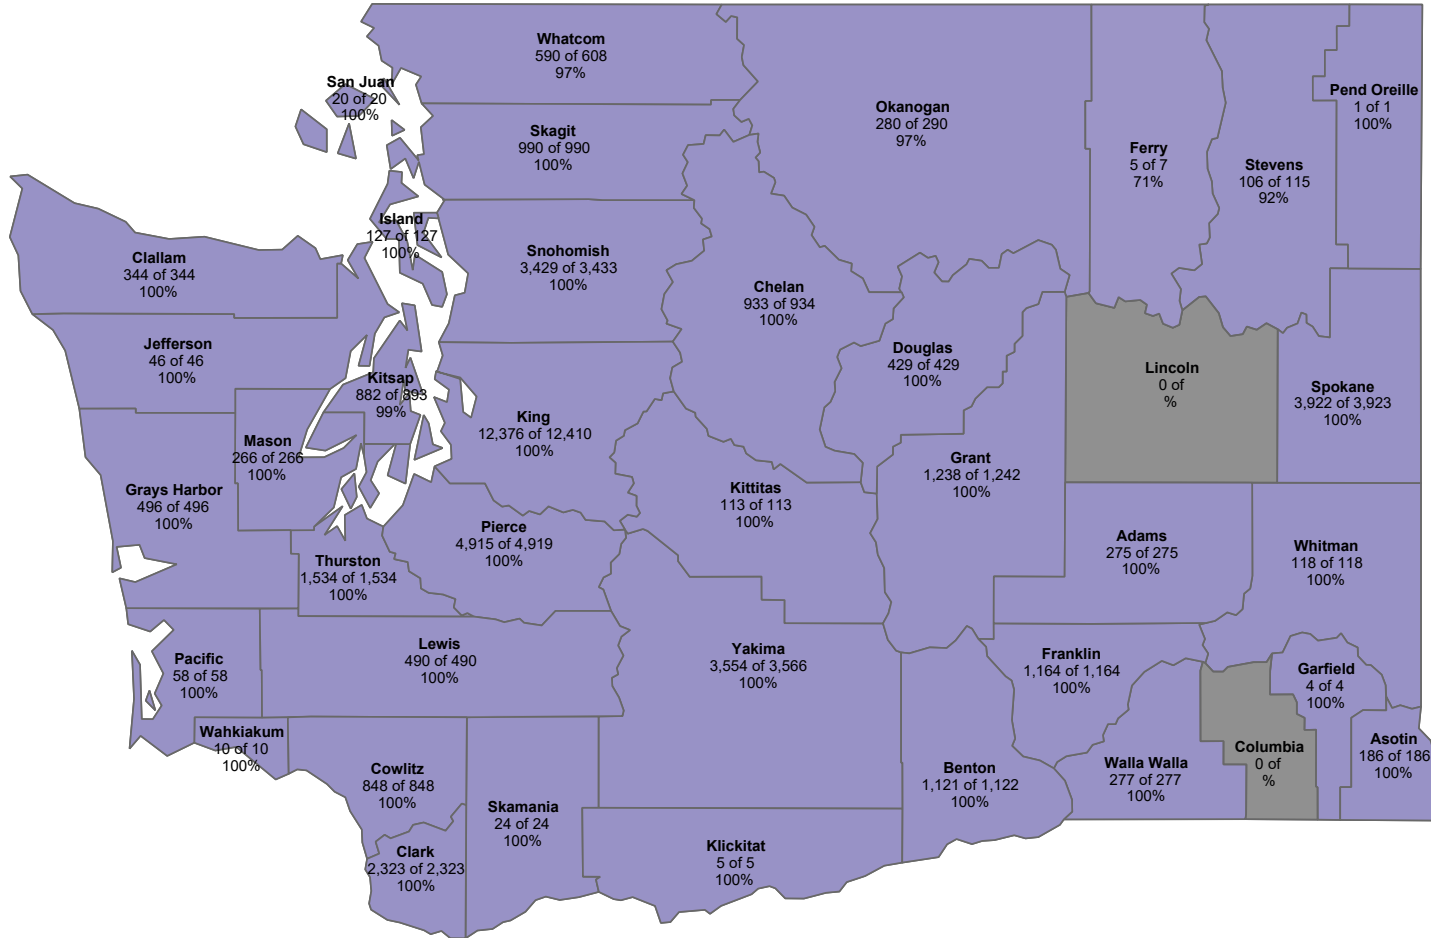 Whatcom
590 of 608
97%
San Juan
20 of 20
100%
Skagit
990 of 990
100%
Okanogan
280 of 290
97%
Ferry
5 of 7
71%
Stevens
106 of 115
92%
Pend Oreille
1 of 1
100%
Island
127 of 127
100%
Clallam
344 of 344
100%
Snohomish
3,429 of 3,433
100%
Chelan
933 of 934
100%
Jefferson
46 of 46
100%
Kitsap
882 of 893
99%
Douglas
429 of 429
100%
Lincoln
0 of
%
Spokane
3,922 of 3,923
100%
King
12,376 of 12,410
100%
Mason
266 of 266
100%
Grays Harbor
496 of 496
100%
Grant
1,238 of 1,242
100%
Kittitas
113 of 113
100%
Pierce
4,915 of 4,919
100%
Adams
275 of 275
100%
Whitman
118 of 118
100%
Thurston
1,534 of 1,534
100%
Lewis
490 of 490
100%
Yakima
3,554 of 3,566
100%
Franklin
1,164 of 1,164
100%
Pacific
58 of 58
100%
Garfield
4 of 4
100%
Wahkiakum
10 of 10
100%
Columbia
0 of
%
Asotin
186 of 186
100%
Walla Walla
277 of 277
100%
Benton
1,121 of 1,122
100%
Cowlitz
848 of 848
100%
Skamania
24 of 24
100%
Klickitat
5 of 5
100%
Clark
2,323 of 2,323
100%